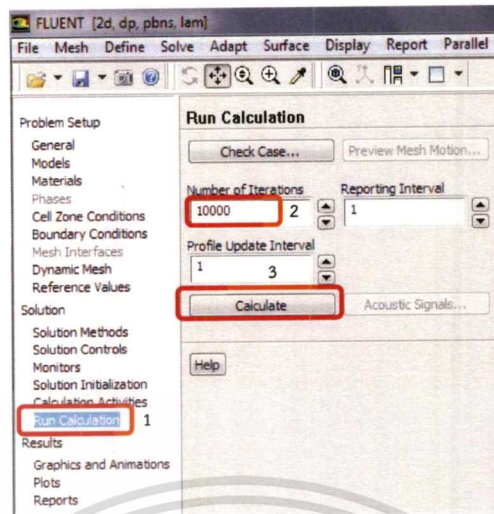 FLUENT [2d, dp, pbns, lam]
File Mesh Define Solve Adapt Surface Display Report Parallel
Problem Setup
General
Models
Materials
Phases
Cell Zone Conditions
Boundary Conditions
Mesh Interfaces
Dynamic Mesh
Reference Values
Solution
Solution Methods
Solution Controls
Monitors
Solution Initialization
Calculation Activities
Run Calculation 1
Results
Graphics and Animations
Plots
Reports
Run Calculation
Check Case... Preview Mesh Motion...
Number of Iterations Reporting Interval
10000 2 1
Profile Update Interval
1 3
Calculate Acoustic Signals...
Help